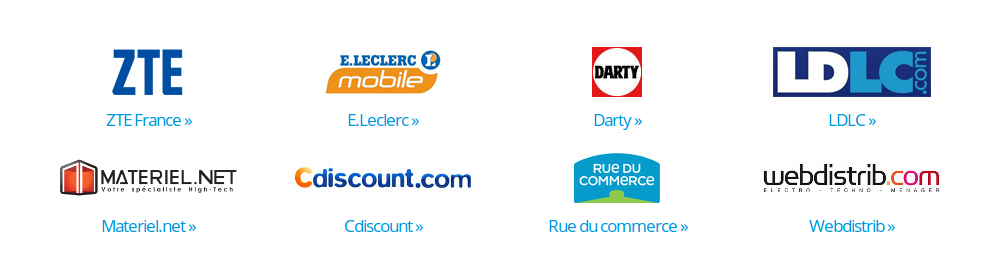 ZTE
E.LECLERC L
mobile
DARTY
LDLC.com
ZTE France »
E.Leclerc »
Darty »
LDLC »
MATERIEL.NET
Votre spécialiste High-Tech
Cdiscount.com
RUE DU
COMMERCE
webdistrib.com
ELECTRO - TECHNO - MENAGER
Materiel.net »
Cdiscount »
Rue du commerce »
Webdistrib »